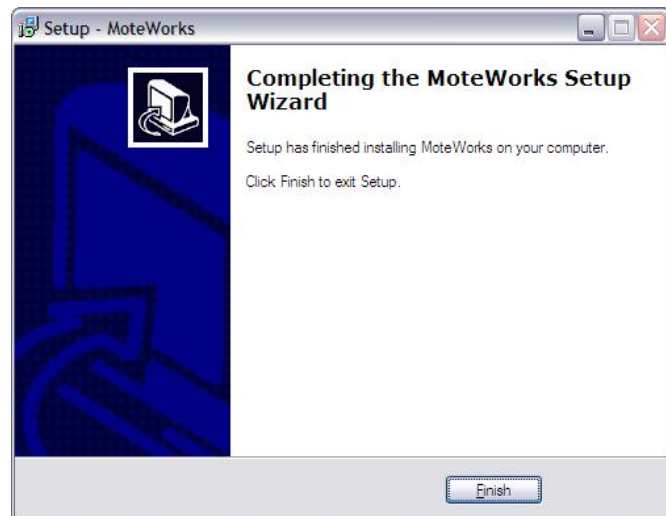 Setup - MoteWorks
Completing the MoteWorks Setup
Wizard
Setup has finished installing MoteWorks on your computer.
Click Finish to exit Setup.
Finish